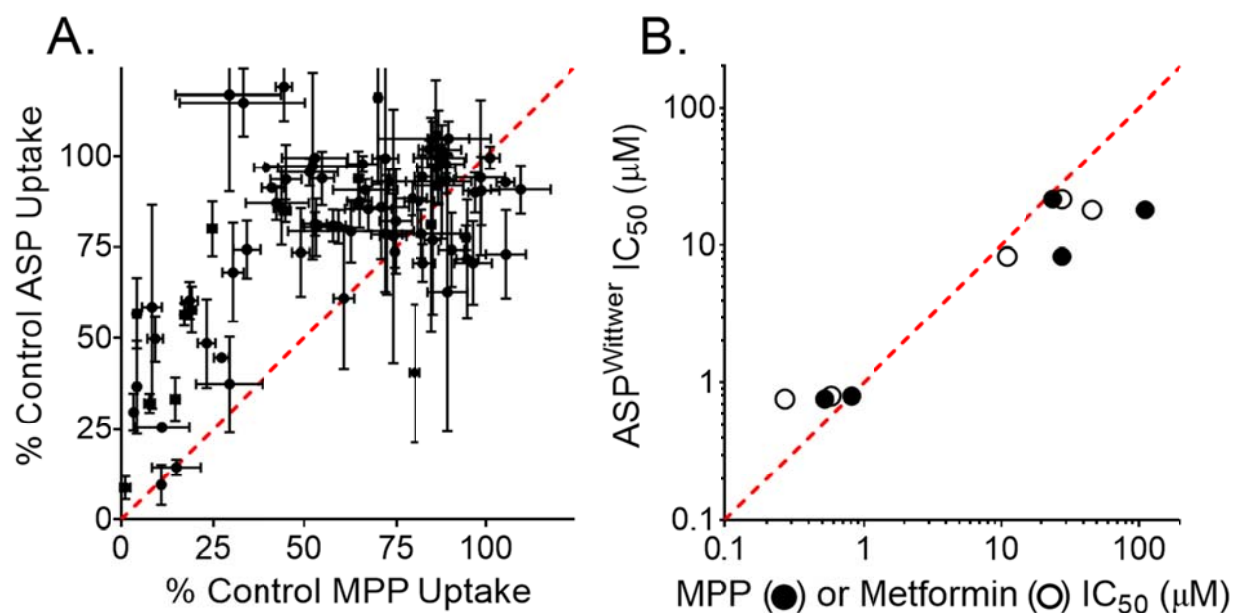 A.
% Control ASP Uptake
100
75
50
25
0
0 25 50 75 100
% Control MPP Uptake
B.
ASP^Wittwer IC₅₀ (μM)
100
10
1
0.1
0.1 1 10 100
MPP (●) or Metformin (○) IC₅₀ (μM)